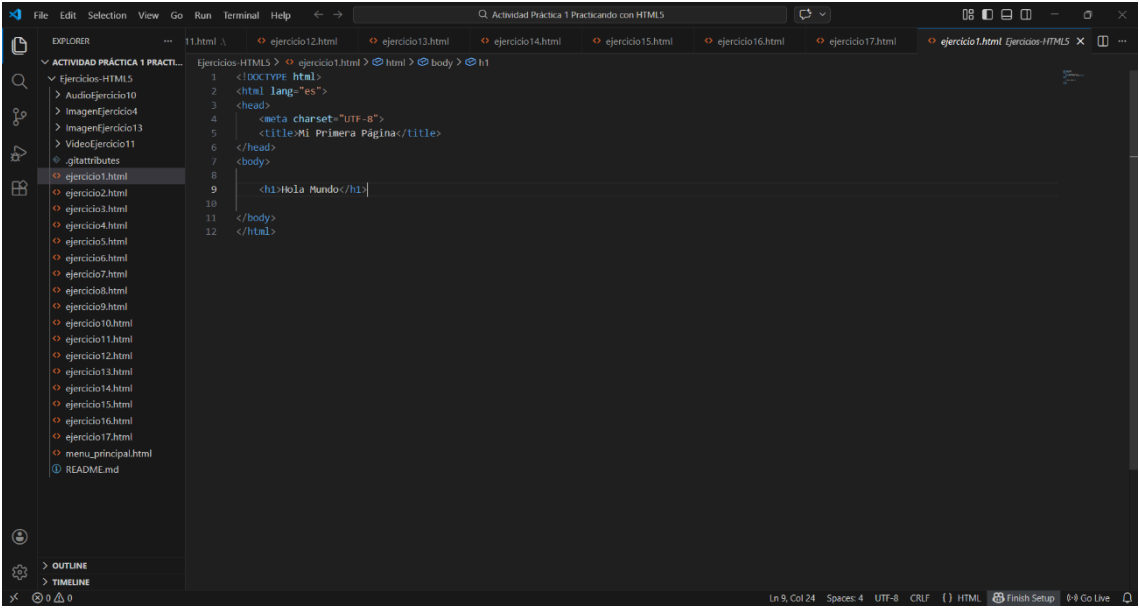 File Edit Selection View Go Run Terminal Help
Actividad Práctica 1 Practicando con HTML5
EXPLORER
ACTIVIDAD PRÁCTICA 1 PRACTI...
Ejercicios-HTML5
AudioEjercicio10
ImagenEjercicio4
ImagenEjercicio13
VideoEjercicio11
.gitattributes
ejercicio1.html
ejercicio2.html
ejercicio3.html
ejercicio4.html
ejercicio5.html
ejercicio6.html
ejercicio7.html
ejercicio8.html
ejercicio9.html
ejercicio10.html
ejercicio11.html
ejercicio12.html
ejercicio13.html
ejercicio14.html
ejercicio15.html
ejercicio16.html
ejercicio17.html
menu_principal.html
README.md
OUTLINE
TIMELINE
11.html ejercicio12.html ejercicio13.html ejercicio14.html ejercicio15.html ejercicio16.html ejercicio17.html ejercicio1.html Ejercicios-HTML5
Ejercicios-HTML5 > ejercicio1.html > html > body > h1
1 <!DOCTYPE html>
2 <html lang="es">
3 <head>
4 <meta charset="UTF-8">
5 <title>Mi Primera Página</title>
6 </head>
7 <body>
8
9 <h1>Hola Mundo</h1>
10
11 </body>
12 </html>
0 0 Ln 9, Col 24 Spaces: 4 UTF-8 CRLF {} HTML Finish Setup Go Live